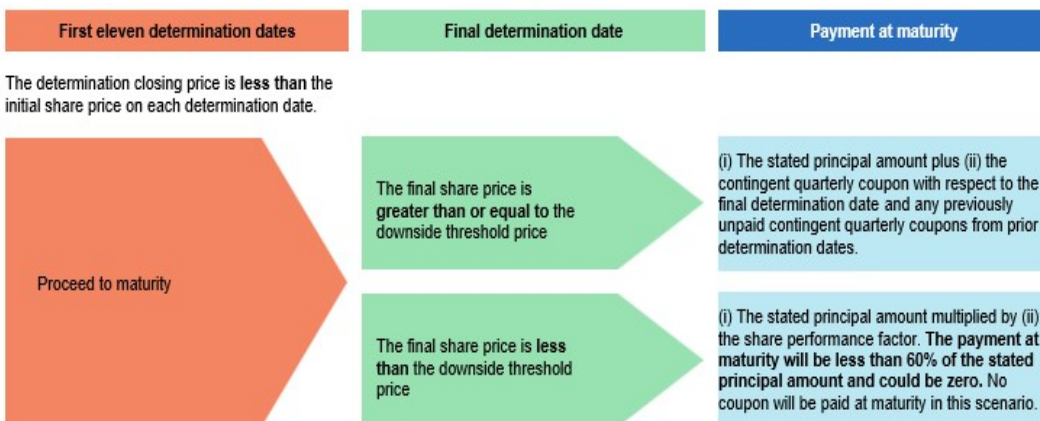 First eleven determination dates
Final determination date
Payment at maturity
The determination closing price is less than the
initial share price on each determination date.
Proceed to maturity
The final share price is
greater than or equal to the
downside threshold price
(i) The stated principal amount plus (ii) the
contingent quarterly coupon with respect to the
final determination date and any previously
unpaid contingent quarterly coupons from prior
determination dates.
The final share price is less
than the downside threshold
price
(i) The stated principal amount multiplied by (ii)
the share performance factor. The payment at
maturity will be less than 60% of the stated
principal amount and could be zero. No
coupon will be paid at maturity in this scenario.